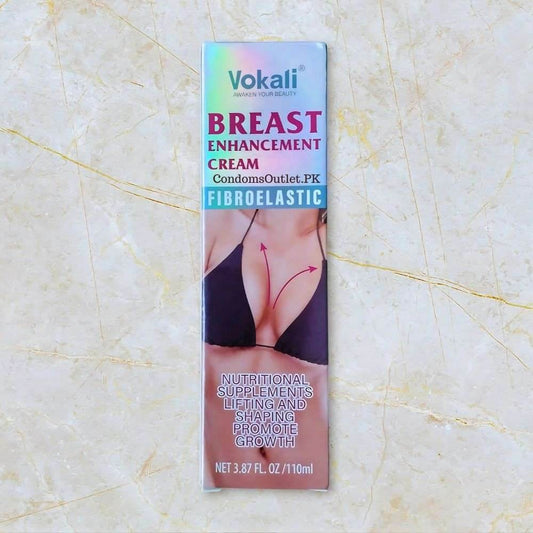 Vokali®
AWAKEN YOUR BEAUTY
BREAST
ENHANCEMENT
CREAM
CondomsOutlet.PK
FIBROELASTIC
NUTRITIONAL
SUPPLEMENTS
LIFTING AND
SHAPING
PROMOTE
GROWTH
NET 3.87 FL. OZ /110ml